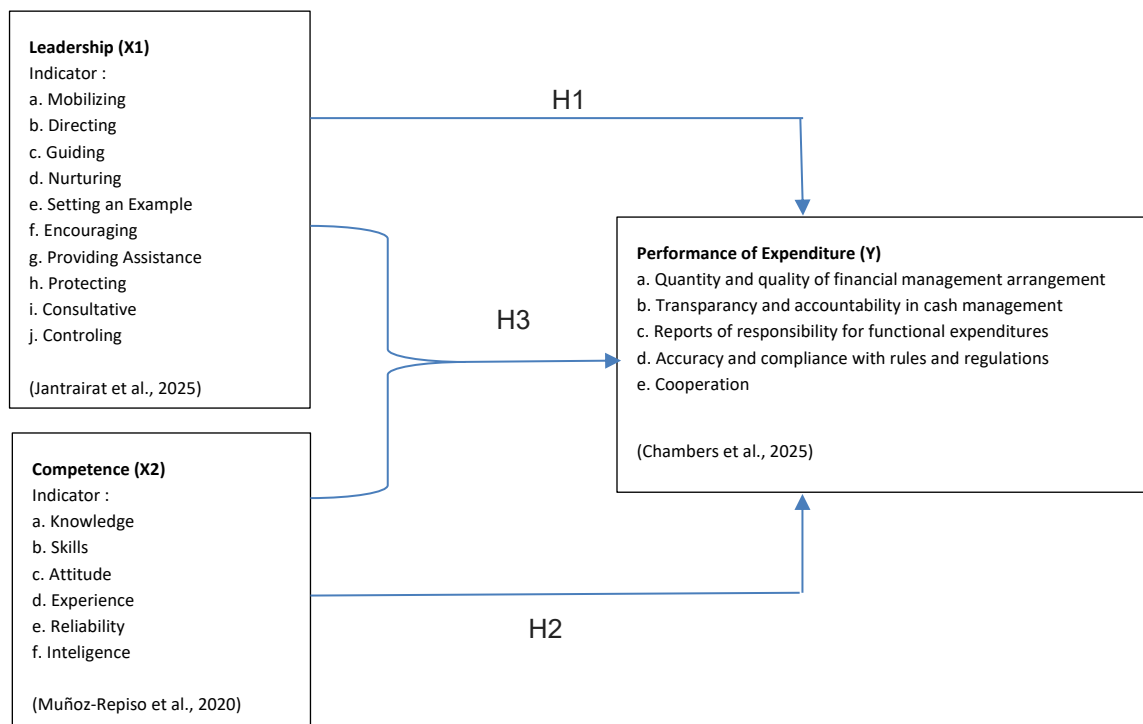 Leadership (X1)
Indicator :
a. Mobilizing
b. Directing
c. Guiding
d. Nurturing
e. Setting an Example
f. Encouraging
g. Providing Assistance
h. Protecting
i. Consultative
j. Controling
(Jantrairat et al., 2025)
H1
H3
Performance of Expenditure (Y)
a. Quantity and quality of financial management arrangement
b. Transparancy and accountability in cash management
c. Reports of responsibility for functional expenditures
d. Accuracy and compliance with rules and regulations
e. Cooperation
(Chambers et al., 2025)
Competence (X2)
Indicator :
a. Knowledge
b. Skills
c. Attitude
d. Experience
e. Reliability
f. Inteligence
(Muñoz-Repiso et al., 2020)
H2